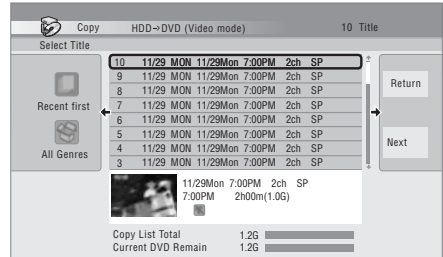 Copy HDD→DVD (Video mode) 10 Title
Select Title
10 11/29 MON 11/29Mon 7:00PM 2ch SP
9 11/29 MON 11/29Mon 7:00PM 2ch SP
8 11/29 MON 11/29Mon 7:00PM 2ch SP
7 11/29 MON 11/29Mon 7:00PM 2ch SP
6 11/29 MON 11/29Mon 7:00PM 2ch SP
5 11/29 MON 11/29Mon 7:00PM 2ch SP
4 11/29 MON 11/29Mon 7:00PM 2ch SP
3 11/29 MON 11/29Mon 7:00PM 2ch SP
Recent first
All Genres
Return
Next
11/29Mon 7:00PM 2ch SP
7:00PM 2h00m(1.0G)
Copy List Total 1.2G
Current DVD Remain 1.2G